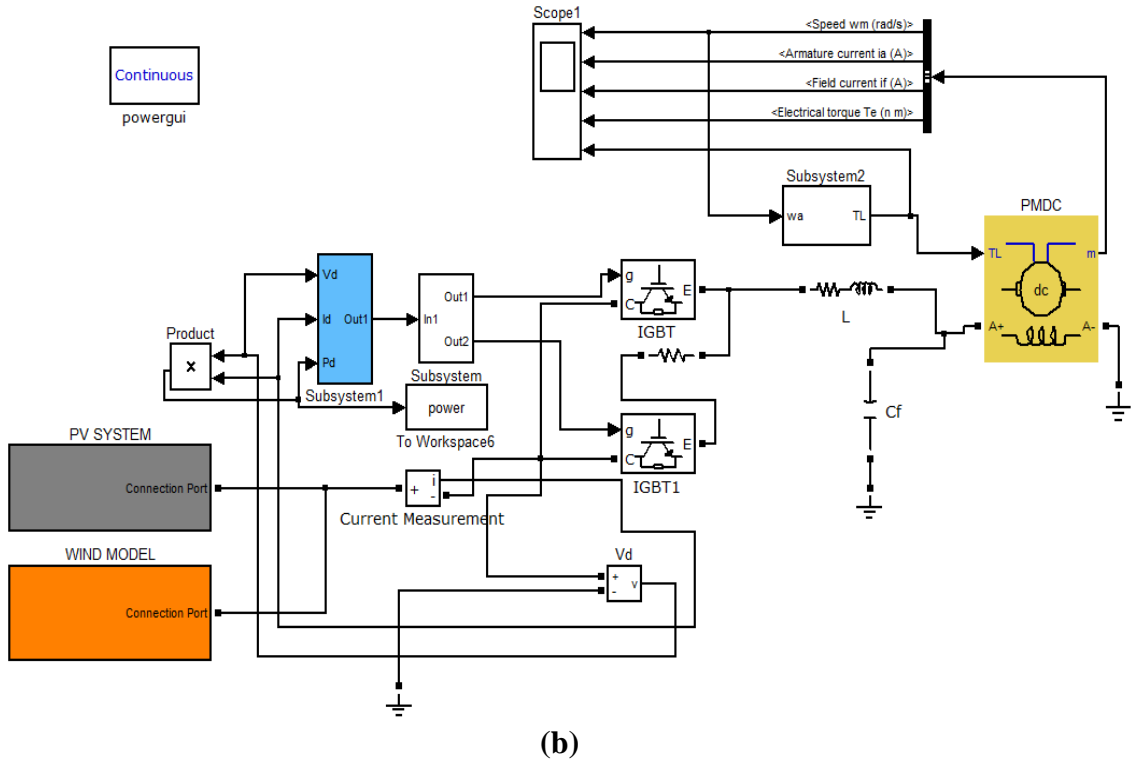 Scope1
<Speed wm (rad/s)>
<Armature current ia (A)>
<Field current if (A)>
<Electrical torque Te (n m)>
Continuous
powergui
Subsystem2
wa
TL
PMDC
TL
m
dc
A+
A-
Vd
Id
Pd
Out1
Subsystem1
In1
Out1
Out2
Subsystem
g
C
E
IGBT
L
Product
x
power
To Workspace6
g
C
E
IGBT1
Cf
PV SYSTEM
Connection Port
+
i
-
Current Measurement
WIND MODEL
Connection Port
Vd
+
-
v
(b)